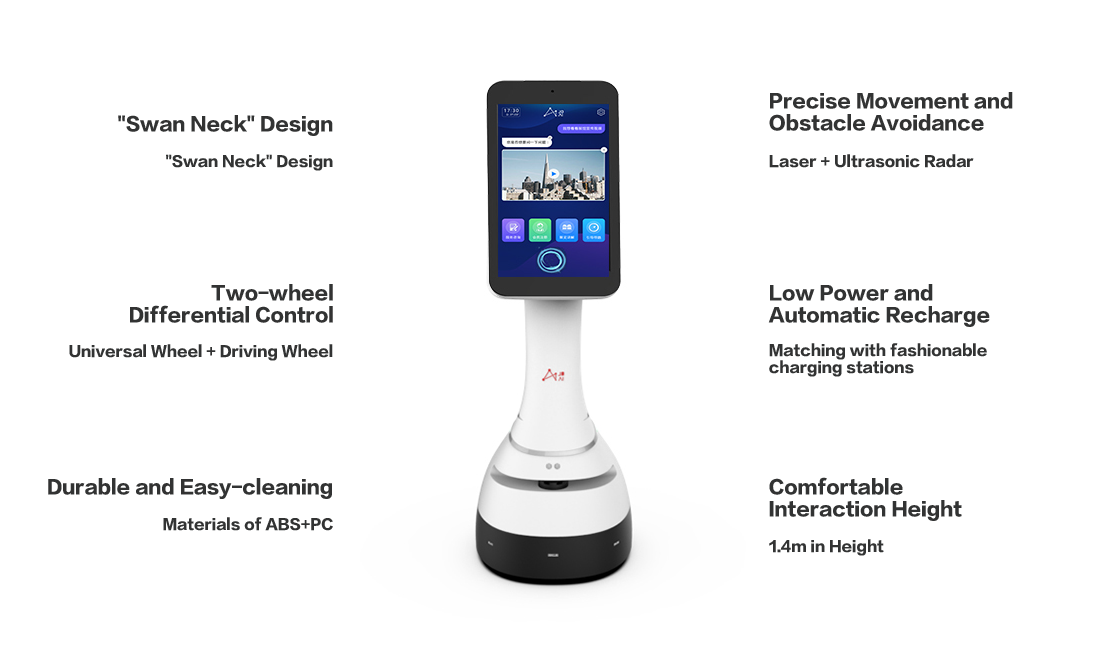 "Swan Neck" Design
"Swan Neck" Design
Two-wheel
Differential Control
Universal Wheel + Driving Wheel
Durable and Easy-cleaning
Materials of ABS+PC
17:30
Precise Movement and
Obstacle Avoidance
Laser + Ultrasonic Radar
Low Power and
Automatic Recharge
Matching with fashionable
charging stations
Comfortable
Interaction Height
1.4m in Height